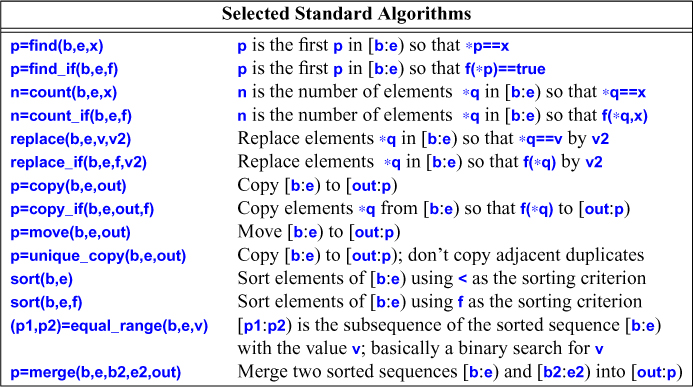 Selected Standard Algorithms
p=find(b,e,x) p is the first p in [b:e) so that ∗p==x
p=find_if(b,e,f) p is the first p in [b:e) so that f(∗p)==true
n=count(b,e,x) n is the number of elements ∗q in [b:e) so that ∗q==x
n=count_if(b,e,f) n is the number of elements ∗q in [b:e) so that f(∗q,x)
replace(b,e,v,v2) Replace elements ∗q in [b:e) so that ∗q==v by v2
replace_if(b,e,f,v2) Replace elements ∗q in [b:e) so that f(∗q) by v2
p=copy(b,e,out) Copy [b:e) to [out:p)
p=copy_if(b,e,out,f) Copy elements ∗q from [b:e) so that f(∗q) to [out:p)
p=move(b,e,out) Move [b:e) to [out:p)
p=unique_copy(b,e,out) Copy [b:e) to [out:p); don’t copy adjacent duplicates
sort(b,e) Sort elements of [b:e) using < as the sorting criterion
sort(b,e,f) Sort elements of [b:e) using f as the sorting criterion
(p1,p2)=equal_range(b,e,v) [p1:p2) is the subsequence of the sorted sequence [b:e)
with the value v; basically a binary search for v
p=merge(b,e,b2,e2,out) Merge two sorted sequences [b:e) and [b2:e2) into [out:p)